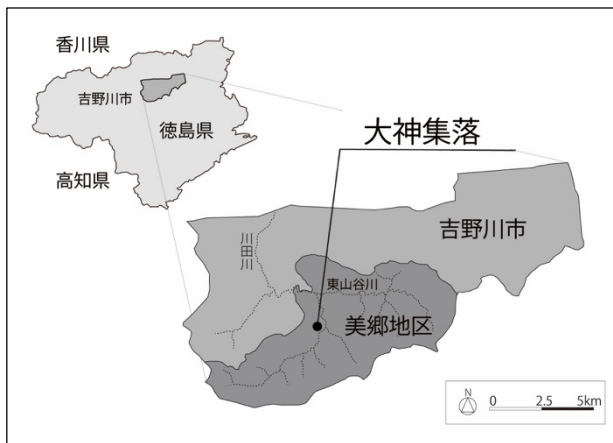 香川県
吉野川市
徳島県
高知県
大神集落
吉野川市
川田川
東山谷川
美郷地区
N
0 2.5 5km